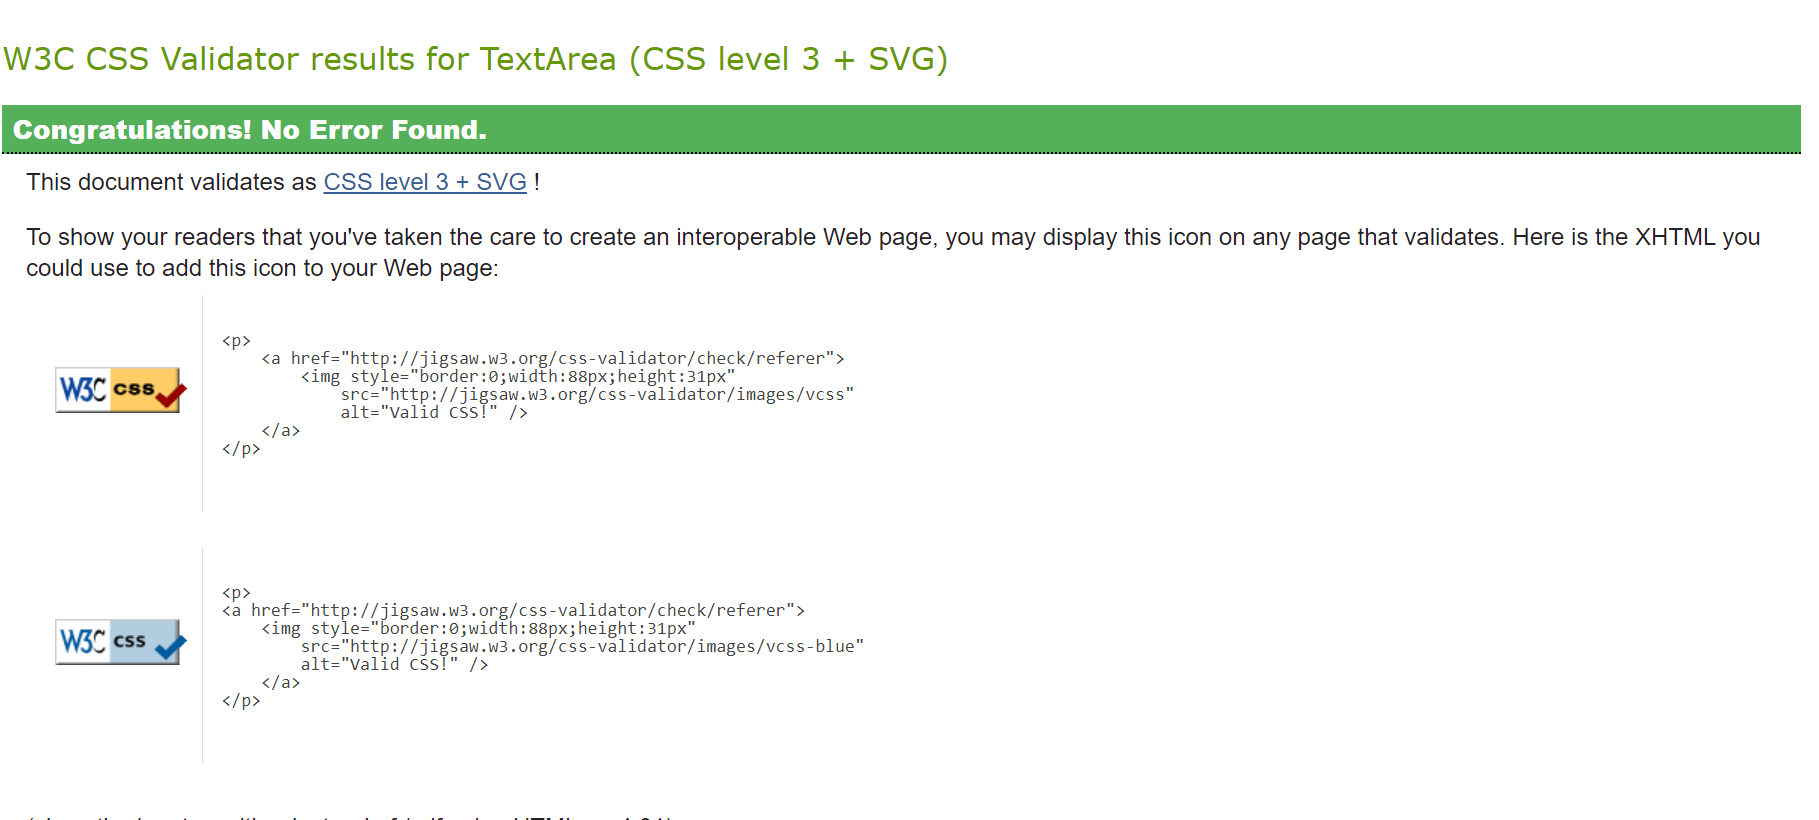 W3C CSS Validator results for TextArea (CSS level 3 + SVG)
Congratulations! No Error Found.
This document validates as CSS level 3 + SVG !
To show your readers that you've taken the care to create an interoperable Web page, you may display this icon on any page that validates. Here is the XHTML you
could use to add this icon to your Web page:
<p>
<a href="http://jigsaw.w3.org/css-validator/check/referer">
<img style="border:0;width:88px;height:31px"
src="http://jigsaw.w3.org/css-validator/images/vcss"
alt="Valid CSS!" />
</a>
</p>
W3C css
<p>
<a href="http://jigsaw.w3.org/css-validator/check/referer">
<img style="border:0;width:88px;height:31px"
src="http://jigsaw.w3.org/css-validator/images/vcss-blue"
alt="Valid CSS!" />
</a>
</p>
W3C css